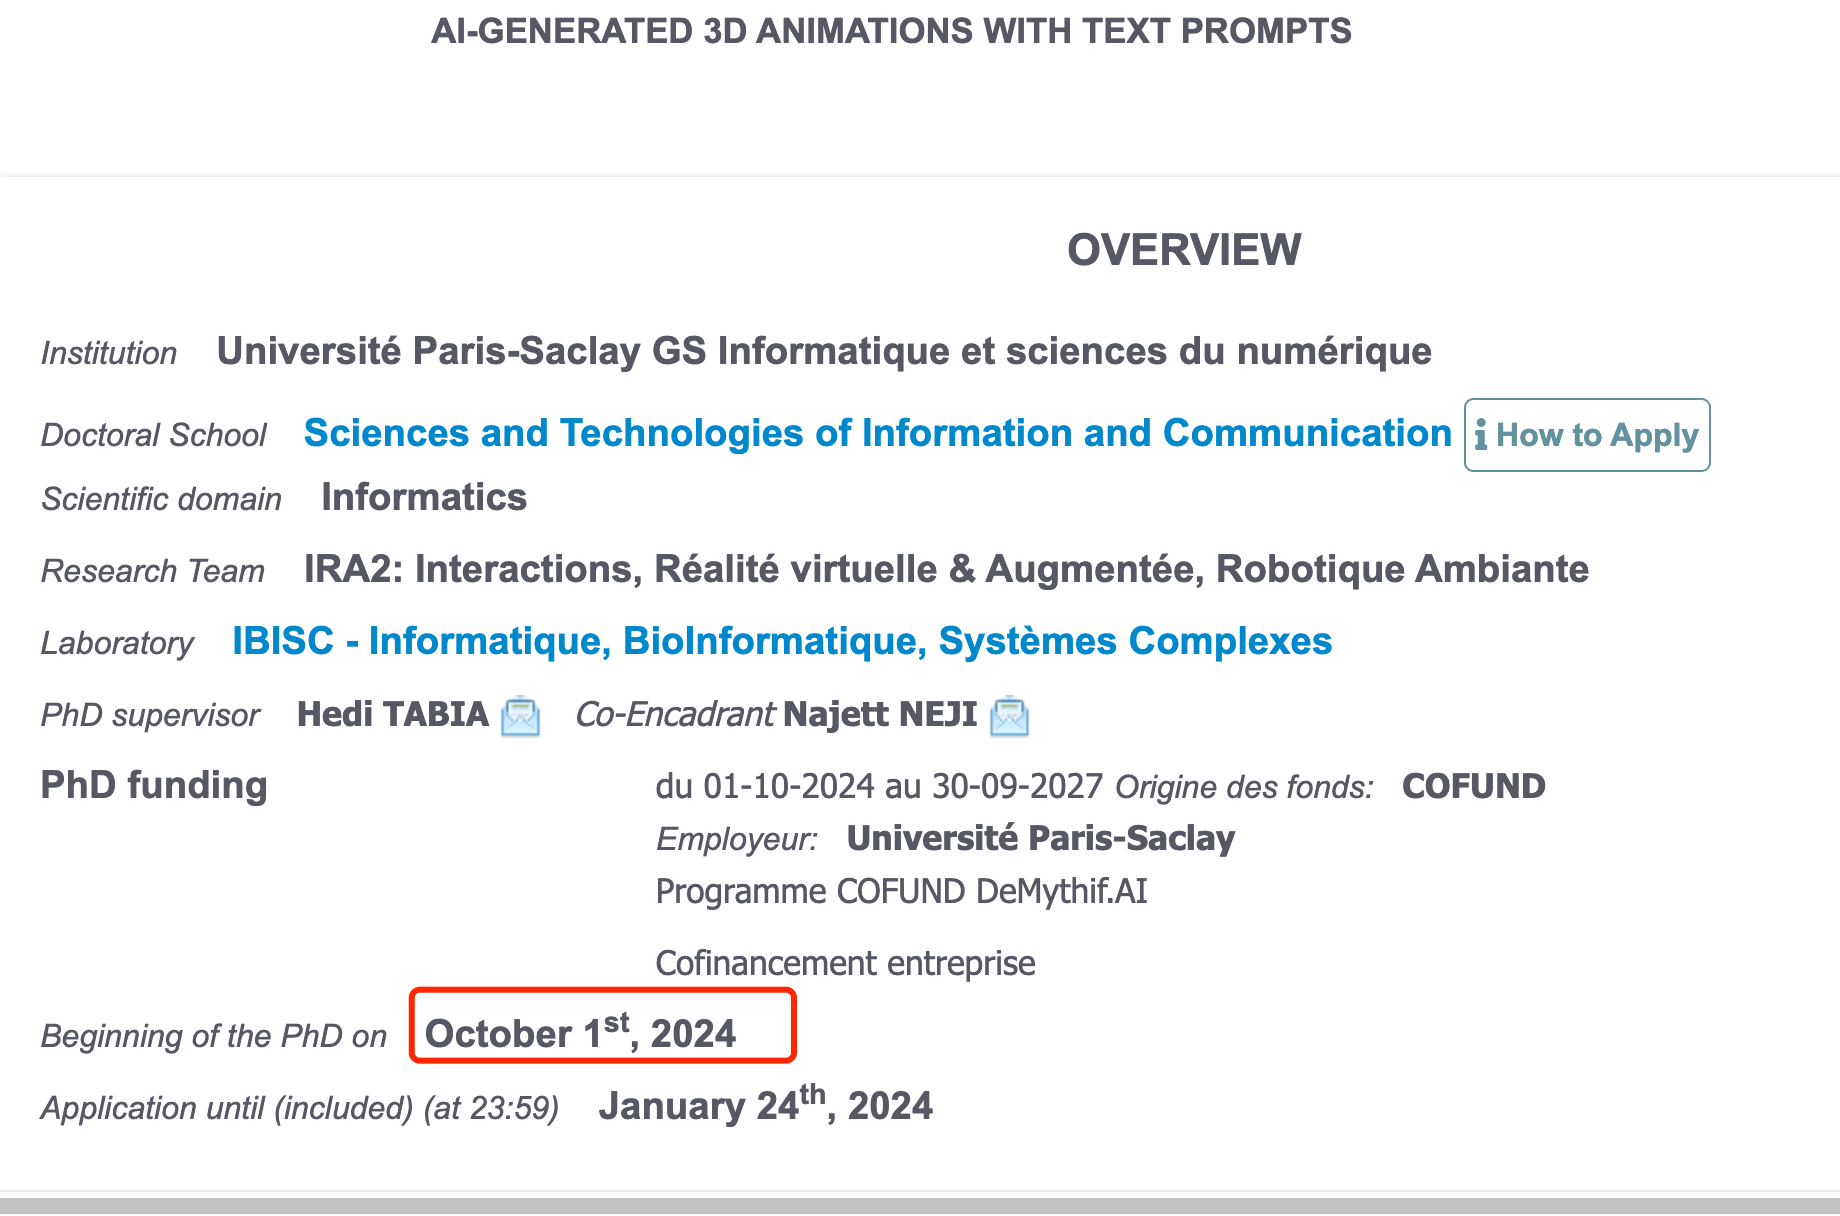 AI-GENERATED 3D ANIMATIONS WITH TEXT PROMPTS
OVERVIEW
Institution Université Paris-Saclay GS Informatique et sciences du numérique
Doctoral School Sciences and Technologies of Information and Communication i How to Apply
Scientific domain Informatics
Research Team IRA2: Interactions, Réalité virtuelle & Augmentée, Robotique Ambiante
Laboratory IBISC - Informatique, BioInformatique, Systèmes Complexes
PhD supervisor Hedi TABIA Co-Encadrant Najett NEJI
PhD funding du 01-10-2024 au 30-09-2027 Origine des fonds: COFUND
Employeur: Université Paris-Saclay
Programme COFUND DeMythif.AI
Cofinancement entreprise
Beginning of the PhD on October 1st, 2024
Application until (included) (at 23:59) January 24th, 2024